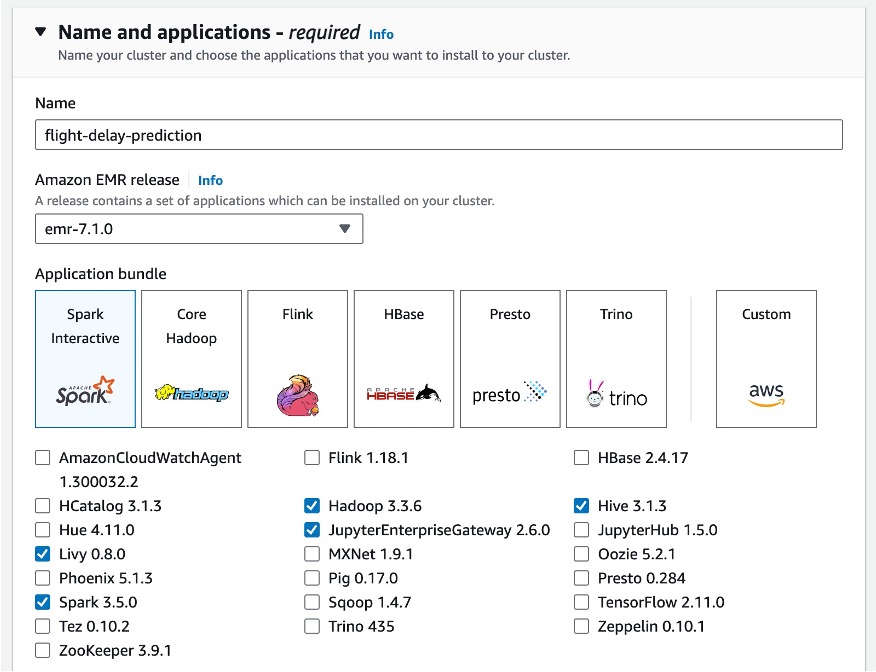 Name and applications - required Info
Name your cluster and choose the applications that you want to install to your cluster.
Name
flight-delay-prediction
Amazon EMR release Info
A release contains a set of applications which can be installed on your cluster.
emr-7.1.0
Application bundle
Spark Interactive
APACHE Spark
Core Hadoop
hadoop
Flink
HBase
APACHE HBASE
Presto
presto
Trino
trino
Custom
aws
AmazonCloudWatchAgent 1.300032.2
Flink 1.18.1
HBase 2.4.17
HCatalog 3.1.3
Hadoop 3.3.6
Hive 3.1.3
Hue 4.11.0
JupyterEnterpriseGateway 2.6.0
JupyterHub 1.5.0
Livy 0.8.0
MXNet 1.9.1
Oozie 5.2.1
Phoenix 5.1.3
Pig 0.17.0
Presto 0.284
Spark 3.5.0
Sqoop 1.4.7
TensorFlow 2.11.0
Tez 0.10.2
Trino 435
Zeppelin 0.10.1
ZooKeeper 3.9.1